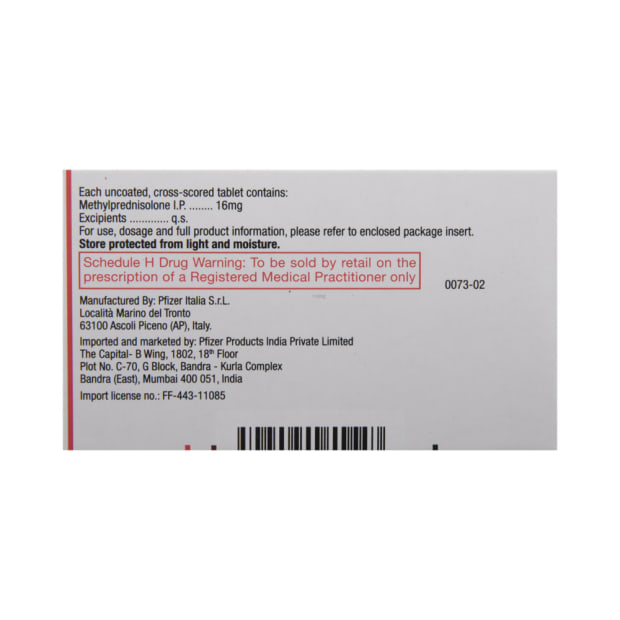 Each uncoated, cross-scored tablet contains:
Methylprednisolone I.P. ........ 16mg
Excipients ............. q.s.
For use, dosage and full product information, please refer to enclosed package insert.
Store protected from light and moisture.
Schedule H Drug Warning: To be sold by retail on the
prescription of a Registered Medical Practitioner only
0073-02
Manufactured By: Pfizer Italia S.r.L.
Località Marino del Tronto
63100 Ascoli Piceno (AP), Italy.
Imported and marketed by: Pfizer Products India Private Limited
The Capital- B Wing, 1802, 18th Floor
Plot No. C-70, G Block, Bandra - Kurla Complex
Bandra (East), Mumbai 400 051, India
Import license no.: FF-443-11085